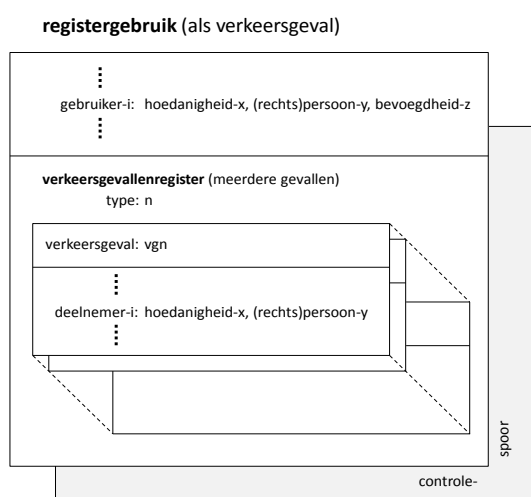 registergebruik (als verkeersgeval)
gebruiker-i: hoedanigheid-x, (rechts)persoon-y, bevoegdheid-z
verkeersgevallenregister (meerdere gevallen)
type: n
verkeersgeval: vgn
deelnemer-i: hoedanigheid-x, (rechts)persoon-y
spoor
controle-